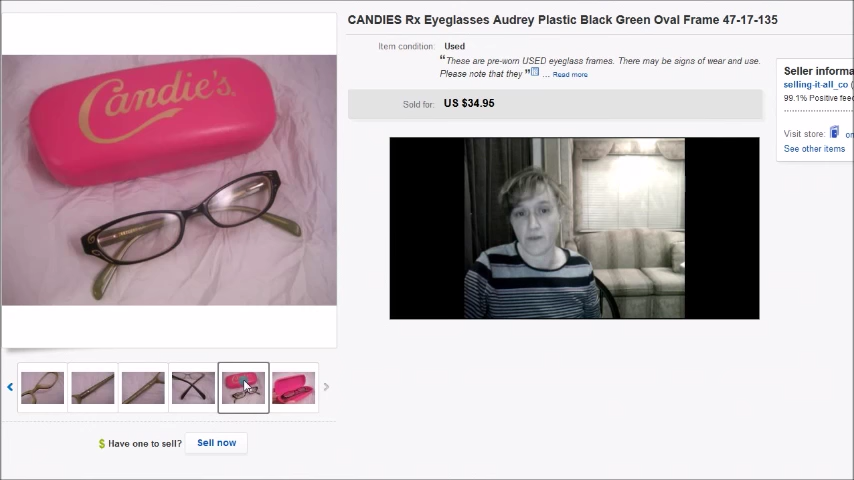 CANDIES Rx Eyeglasses Audrey Plastic Black Green Oval Frame 47-17-135
Item condition: Used
“These are pre-worn USED eyeglass frames. There may be signs of wear and use.
Please note that they ” ... Read more
Sold for: US $34.95
Seller informa
selling-it-all_co (
99.1% Positive feed
Visit store: on
See other items
Candie's
$ Have one to sell? Sell now